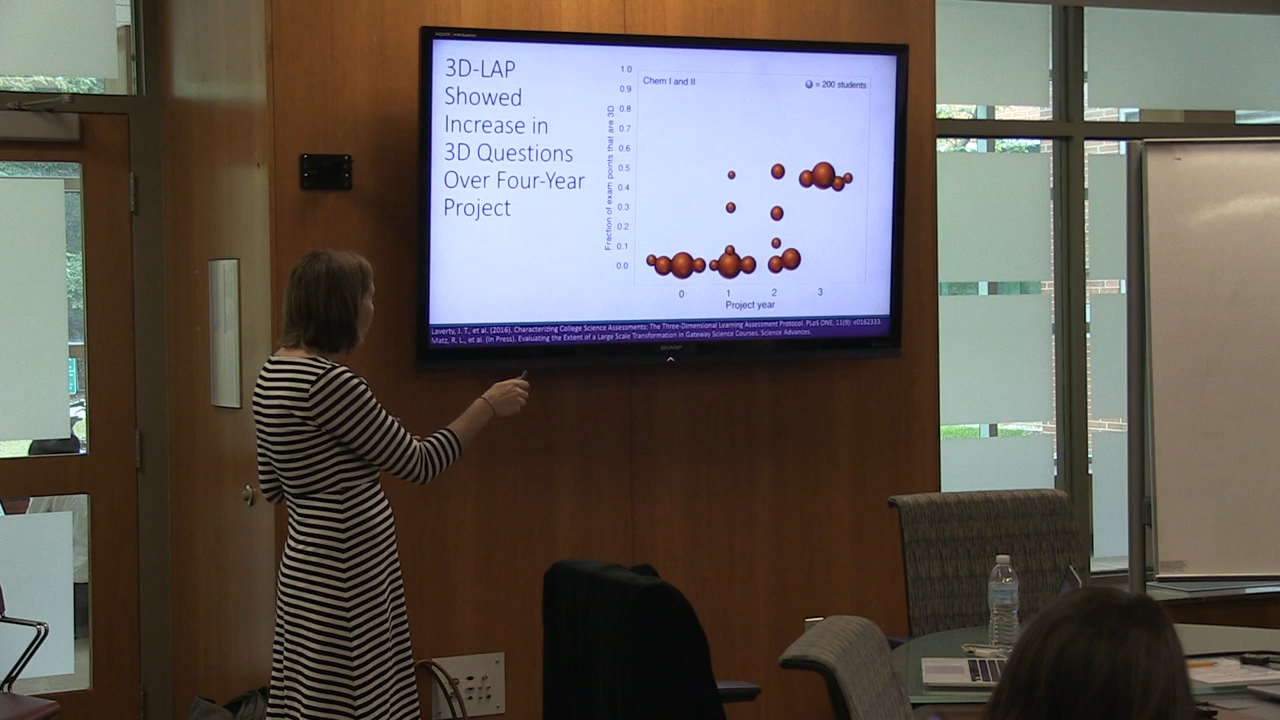 3D-LAP
Showed
Increase in
3D Questions
Over Four-Year
Project
Chem I and II
= 200 students
Fraction of exam points that are 3D
1.0
0.9
0.8
0.7
0.6
0.5
0.4
0.3
0.2
0.1
0.0
0 1 2 3
Project year
Laverty, J. T., et al. (2016). Characterizing College Science Assessments: The Three-Dimensional Learning Assessment Protocol. PLoS ONE, 11(9): e0162333.
Matz, R. L., et al. (In Press). Evaluating the Extent of a Large Scale Transformation in Gateway Science Courses. Science Advances.
SHARP